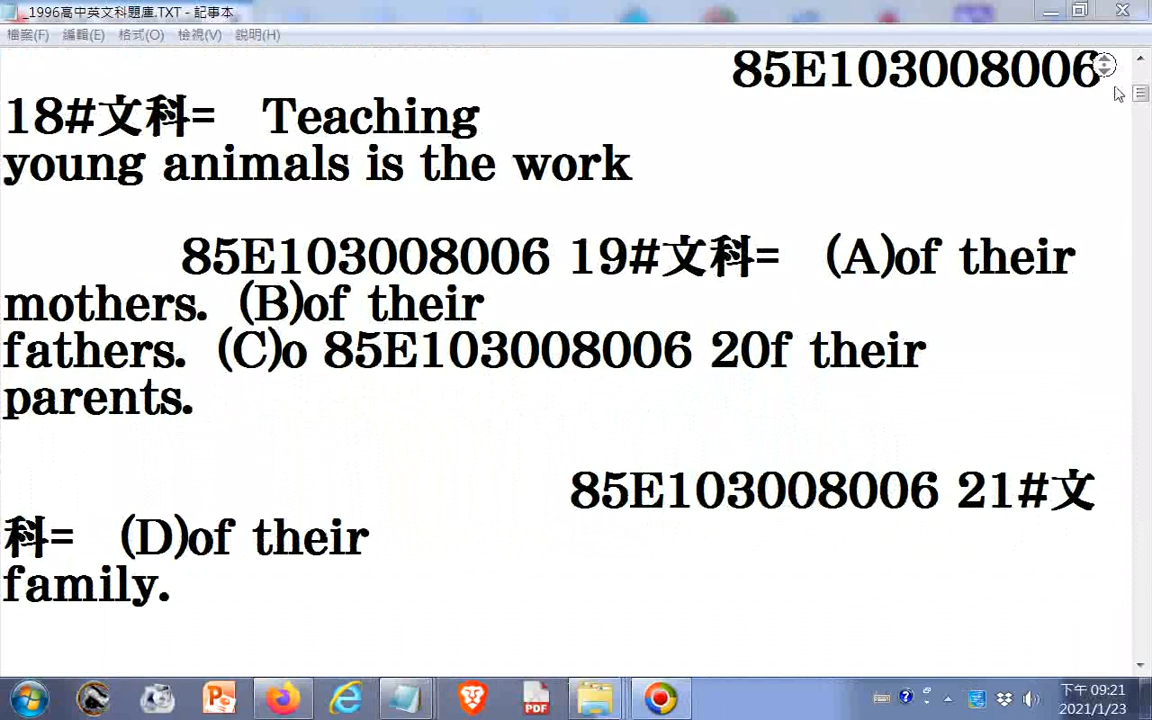 _1996高中英文科題庫.TXT - 記事本
檔案(F) 編輯(E) 格式(O) 檢視(V) 說明(H)
85E103008006
18#文科= Teaching
young animals is the work
85E103008006 19#文科= (A)of their
mothers. (B)of their
fathers. (C)o 85E103008006 20f their
parents.
85E103008006 21#文
科= (D)of their
family.
PDF
下午 09:21
2021/1/23